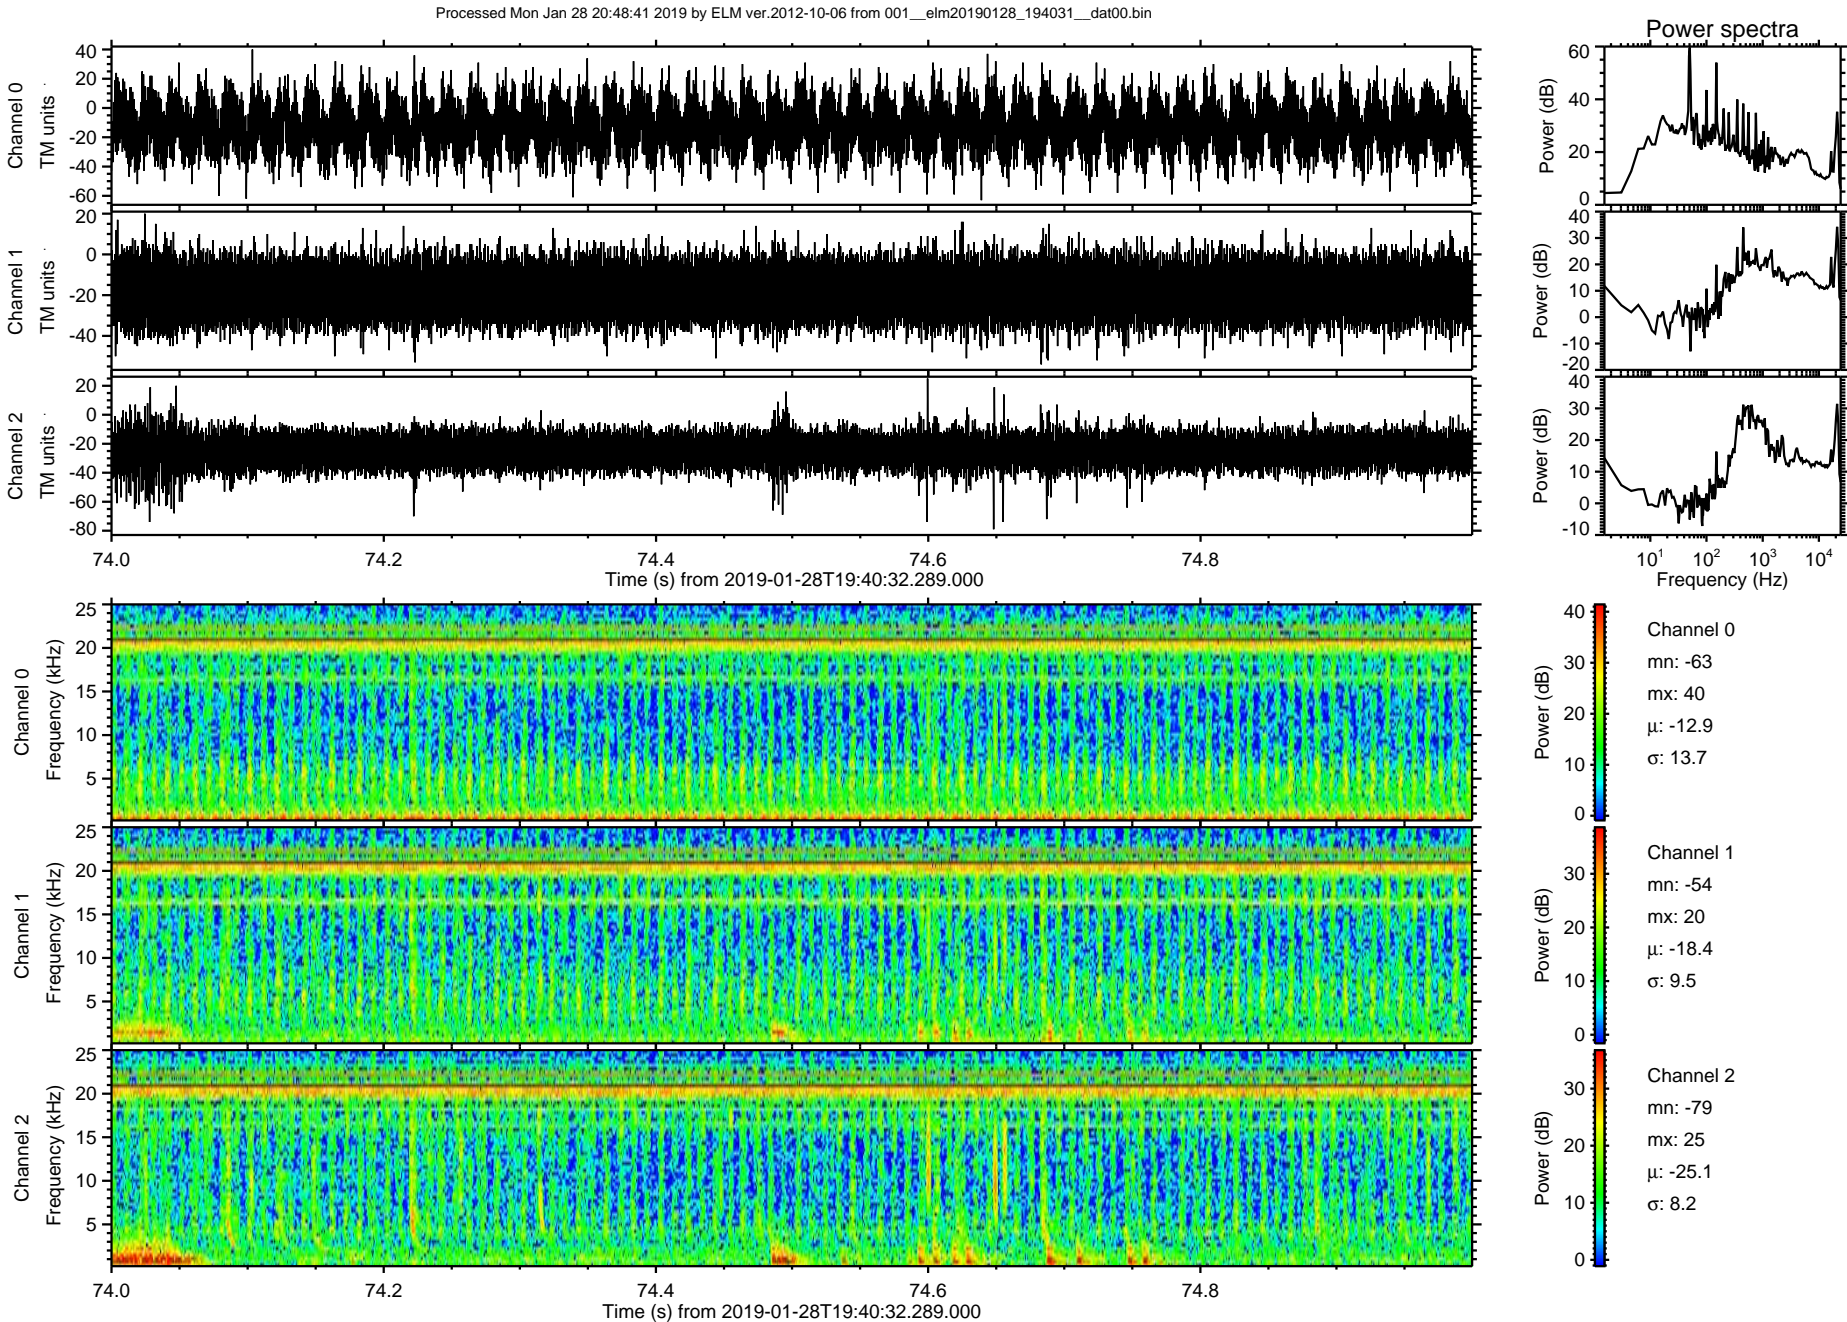 Processed Mon Jan 28 20:48:41 2019 by ELM ver.2012-10-06 from 001__elm20190128_194031__dat00.bin
Power spectra
Channel 0
TM units
40
20
0
-20
-40
-60
Power (dB)
60
40
20
0
Channel 1
TM units
20
0
-20
-40
Power (dB)
40
30
20
10
0
-10
-20
Channel 2
TM units
20
0
-20
-40
-60
-80
Power (dB)
40
30
20
10
0
-10
74.0 74.2 74.4 74.6 74.8
Time (s) from 2019-01-28T19:40:32.289.000
10^1 10^2 10^3 10^4
Frequency (Hz)
Channel 0
Frequency (kHz)
25
20
15
10
5
Power (dB)
40
30
20
10
0
Channel 0
mn: -63
mx: 40
μ: -12.9
σ: 13.7
Channel 1
Frequency (kHz)
25
20
15
10
5
Power (dB)
30
20
10
0
Channel 1
mn: -54
mx: 20
μ: -18.4
σ: 9.5
Channel 2
Frequency (kHz)
25
20
15
10
5
Power (dB)
30
20
10
0
Channel 2
mn: -79
mx: 25
μ: -25.1
σ: 8.2
74.0 74.2 74.4 74.6 74.8
Time (s) from 2019-01-28T19:40:32.289.000